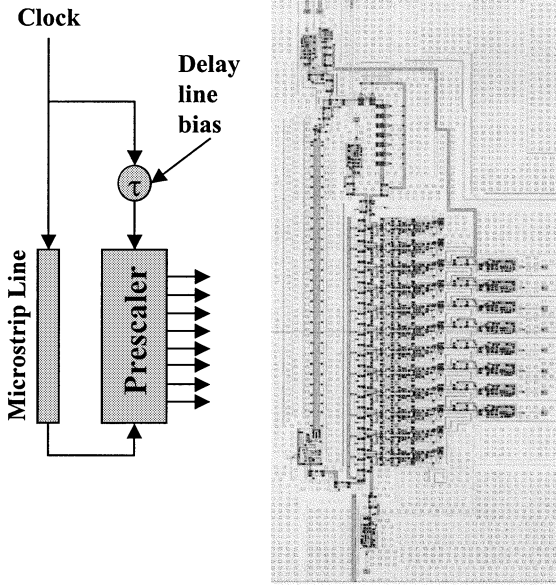 Clock
Delay
line
bias
τ
Microstrip Line
Prescaler